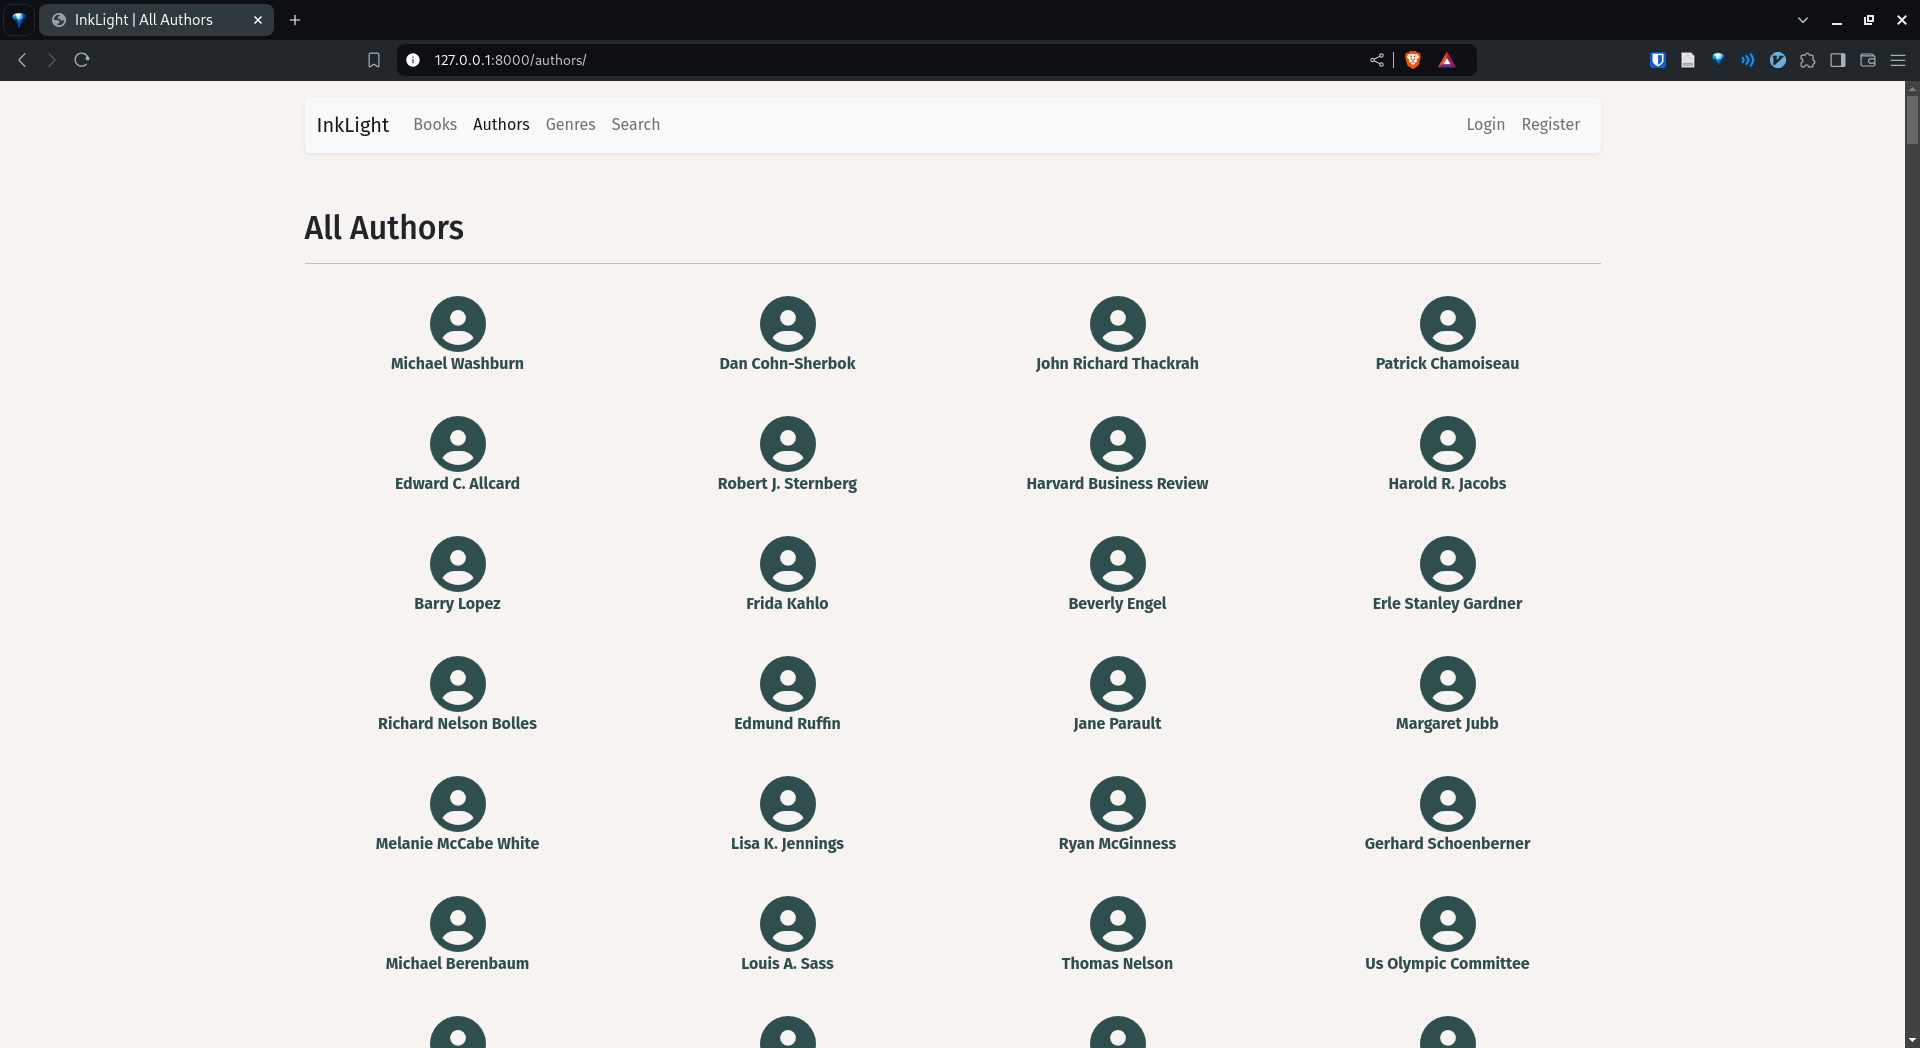 InkLight | All Authors
127.0.0.1:8000/authors/
InkLight Books Authors Genres Search Login Register
All Authors
Michael Washburn Dan Cohn-Sherbok John Richard Thackrah Patrick Chamoiseau
Edward C. Allcard Robert J. Sternberg Harvard Business Review Harold R. Jacobs
Barry Lopez Frida Kahlo Beverly Engel Erle Stanley Gardner
Richard Nelson Bolles Edmund Ruffin Jane Parault Margaret Jubb
Melanie McCabe White Lisa K. Jennings Ryan McGinness Gerhard Schoenberner
Michael Berenbaum Louis A. Sass Thomas Nelson Us Olympic Committee